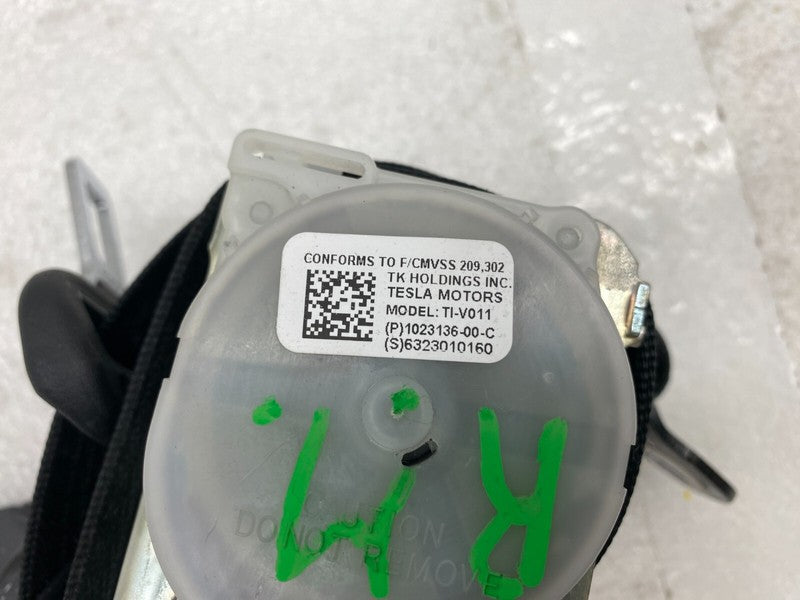 CONFORMS TO F/CMVSS 209,302
TK HOLDINGS INC.
TESLA MOTORS
MODEL: TI-V011
(P)1023136-00-C
(S)6323010160
CAUTION
DO NOT REMOVE